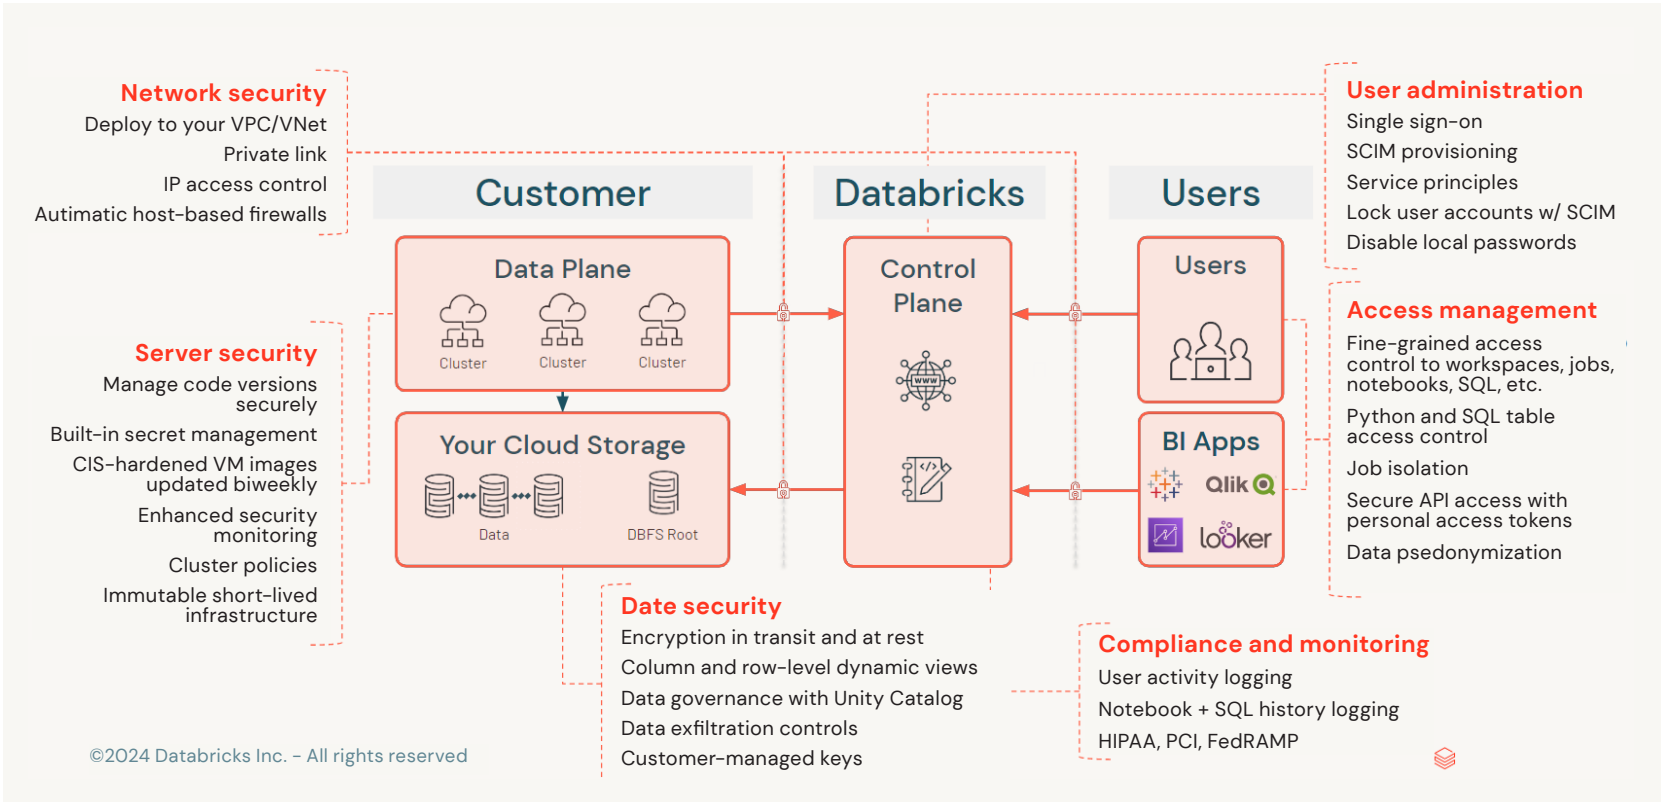 Network security
Deploy to your VPC/VNet
Private link
IP access control
Autimatic host-based firewalls
Server security
Manage code versions
securely
Built-in secret management
CIS-hardened VM images
updated biweekly
Enhanced security
monitoring
Cluster policies
Immutable short-lived
infrastructure
Customer
Data Plane
Cluster
Cluster
Cluster
Your Cloud Storage
Data
DBFS Root
Databricks
Control
Plane
WWW
</>
Users
Users
BI Apps
Qlik
looker
User administration
Single sign-on
SCIM provisioning
Service principles
Lock user accounts w/ SCIM
Disable local passwords
Access management
Fine-grained access
control to workspaces, jobs,
notebooks, SQL, etc.
Python and SQL table
access control
Job isolation
Secure API access with
personal access tokens
Data psedonymization
Date security
Encryption in transit and at rest
Column and row-level dynamic views
Data governance with Unity Catalog
Data exfiltration controls
Customer-managed keys
Compliance and monitoring
User activity logging
Notebook + SQL history logging
HIPAA, PCI, FedRAMP
©2024 Databricks Inc. - All rights reserved